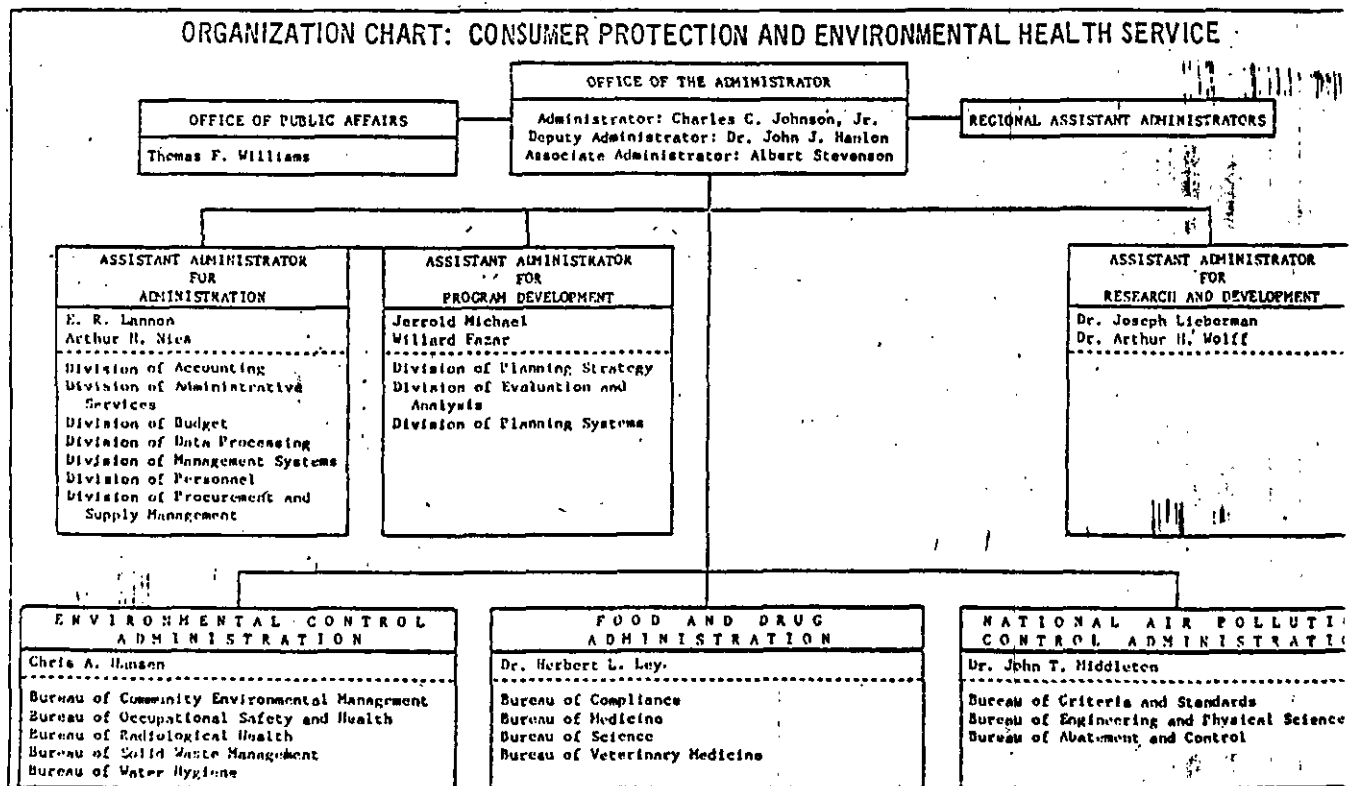 ORGANIZATION CHART: CONSUMER PROTECTION AND ENVIRONMENTAL HEALTH SERVICE
OFFICE OF THE ADMINISTRATOR
Administrator: Charles C. Johnson, Jr.
Deputy Administrator: Dr. John J. Hanlon
Associate Administrator: Albert Stevenson
OFFICE OF PUBLIC AFFAIRS
Thomas F. Williams
REGIONAL ASSISTANT ADMINISTRATORS
ASSISTANT ADMINISTRATOR
FOR
ADMINISTRATION
E. R. Lannon
Arthur H.
Division of Accounting
Division of Administrative
Services
Division of Budget
Division of Data Processing
Division of Management Systems
Division of Personnel
Division of Procurement and
Supply Management
ASSISTANT ADMINISTRATOR
FOR
PROGRAM DEVELOPMENT
Jerrold Michael
Willard Fazar
Division of Planning Strategy
Division of Evaluation and
Analysis
Division of Planning Systems
ASSISTANT ADMINISTRATOR
FOR
RESEARCH AND DEVELOPMENT
Dr. Joseph Lieberman
Dr. Arthur H. Wolff
ENVIRONMENTAL CONTROL
ADMINISTRATION
Chris A. Hansen
Bureau of Community Environmental Management
Bureau of Occupational Safety and Health
Bureau of Radiological Health
Bureau of Solid Waste Management
Bureau of Water Hygiene
FOOD AND DRUG
ADMINISTRATION
Dr. Herbert L. Ley.
Bureau of Compliance
Bureau of Medicine
Bureau of Science
Bureau of Veterinary Medicine
NATIONAL AIR POLLUTI
CONTROL ADMINISTRATI
Dr. John T. Middleton
Bureau of Criteria and Standards
Bureau of Engineering and Physical Science
Bureau of Abatement and Control